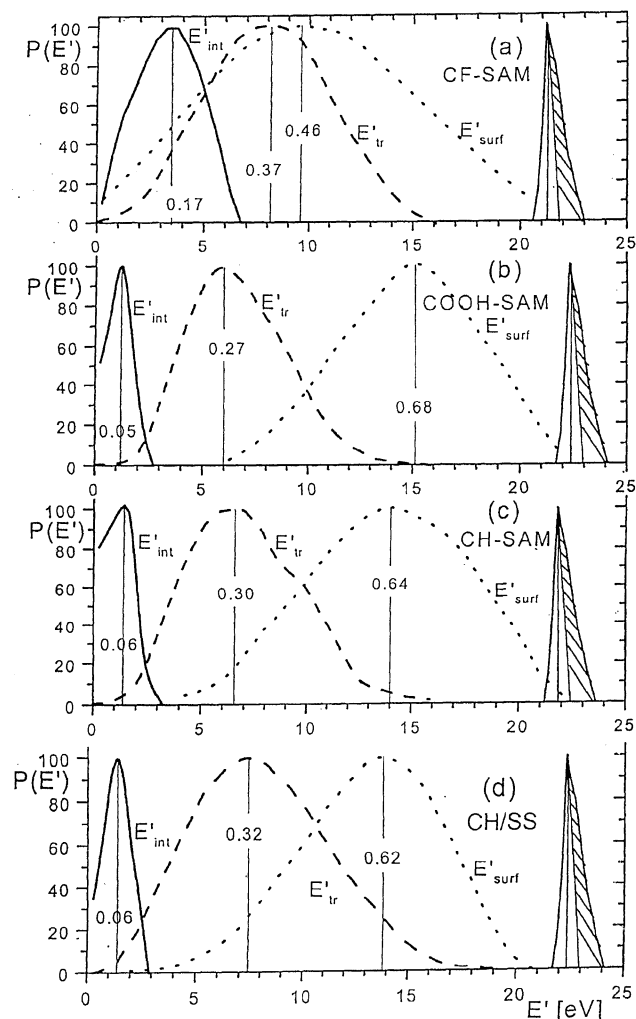 P(E')
100
80
60
40
20
0
E'int
(a)
CF-SAM
0.46
E'tr
E'surf
0.37
0.17
0 5 10 15 20 25
P(E')
100
80
60
40
20
0
(b)
COOH-SAM
E'int
E'tr
E'surf
0.27
0.05
0.68
0 5 10 15 20 25
P(E')
100
80
60
40
20
0
(c)
CH-SAM
E'int
E'tr
0.30
0.64
E'surf
0.06
0 5 10 15 20 25
P(E')
100
80
60
40
20
0
(d)
CH/SS
E'int
0.32
0.62
E'tr
E'surf
0.06
0 5 10 15 20 25
E' [eV]